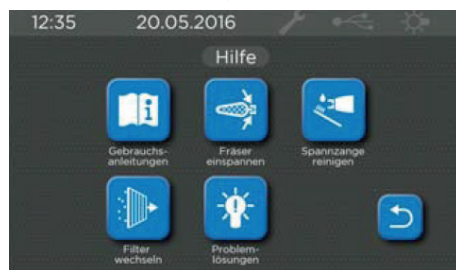 12:35 20.05.2016
Hilfe
Gebrauchs-
anleitungen
Fräser
einspannen
Spannzange
reinigen
Filter
wechseln
Problem-
lösungen